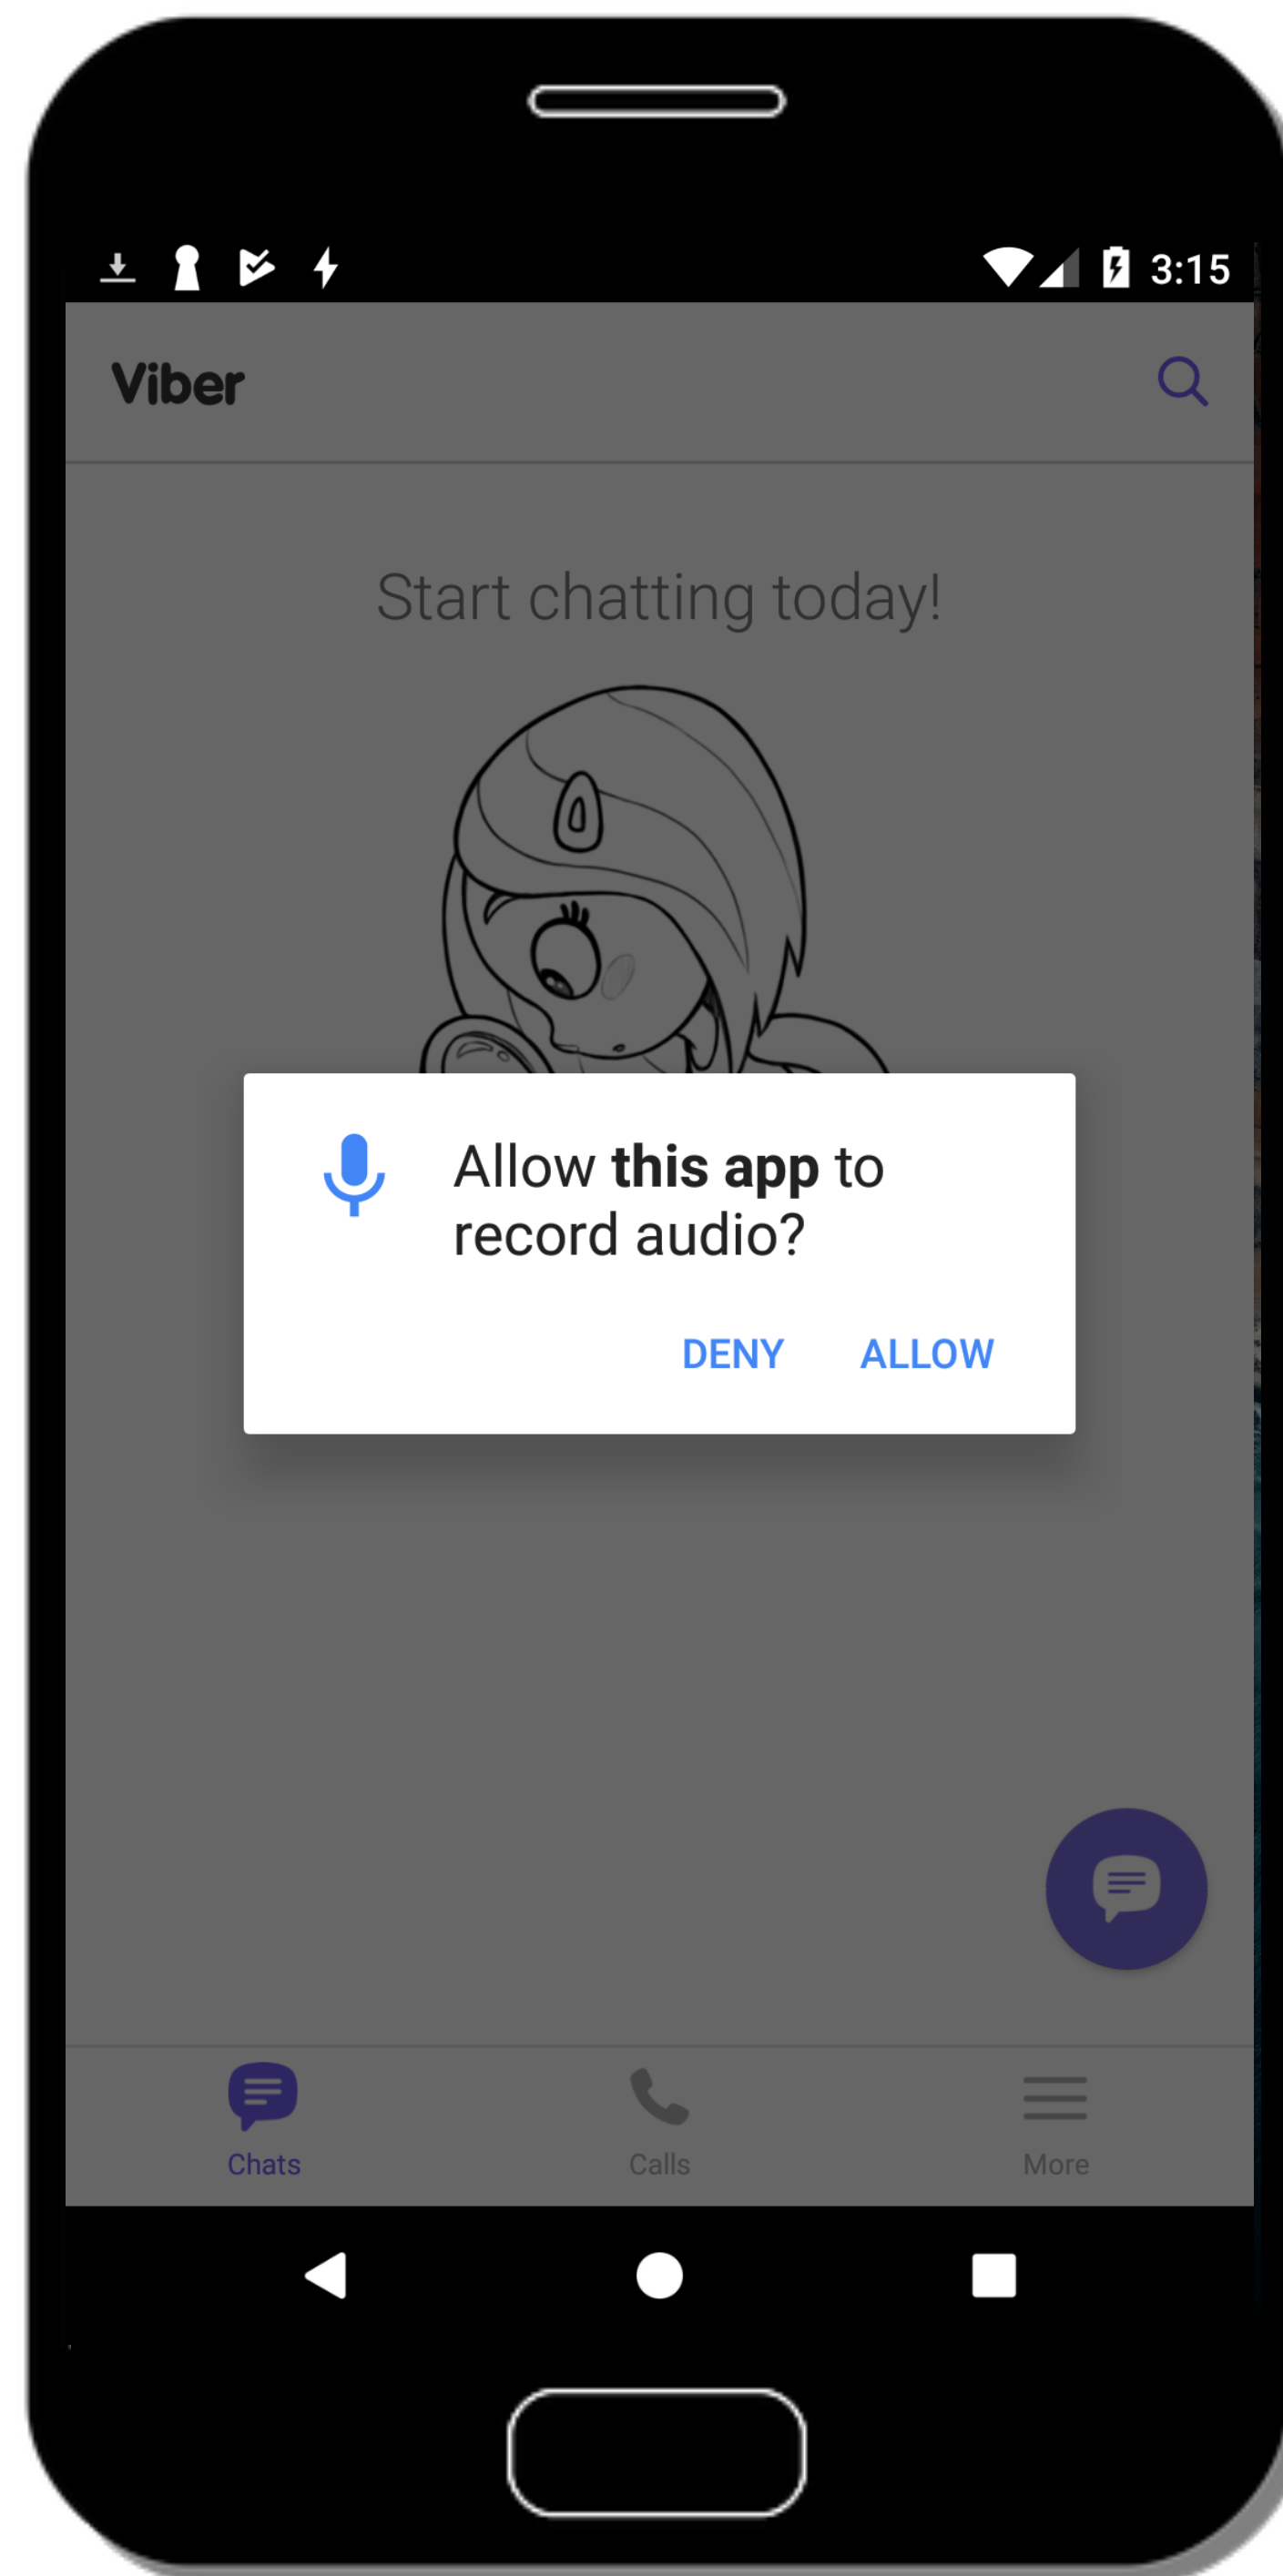 3:15
Viber
Start chatting today!
Allow this app to
record audio?
DENY ALLOW
Chats Calls More